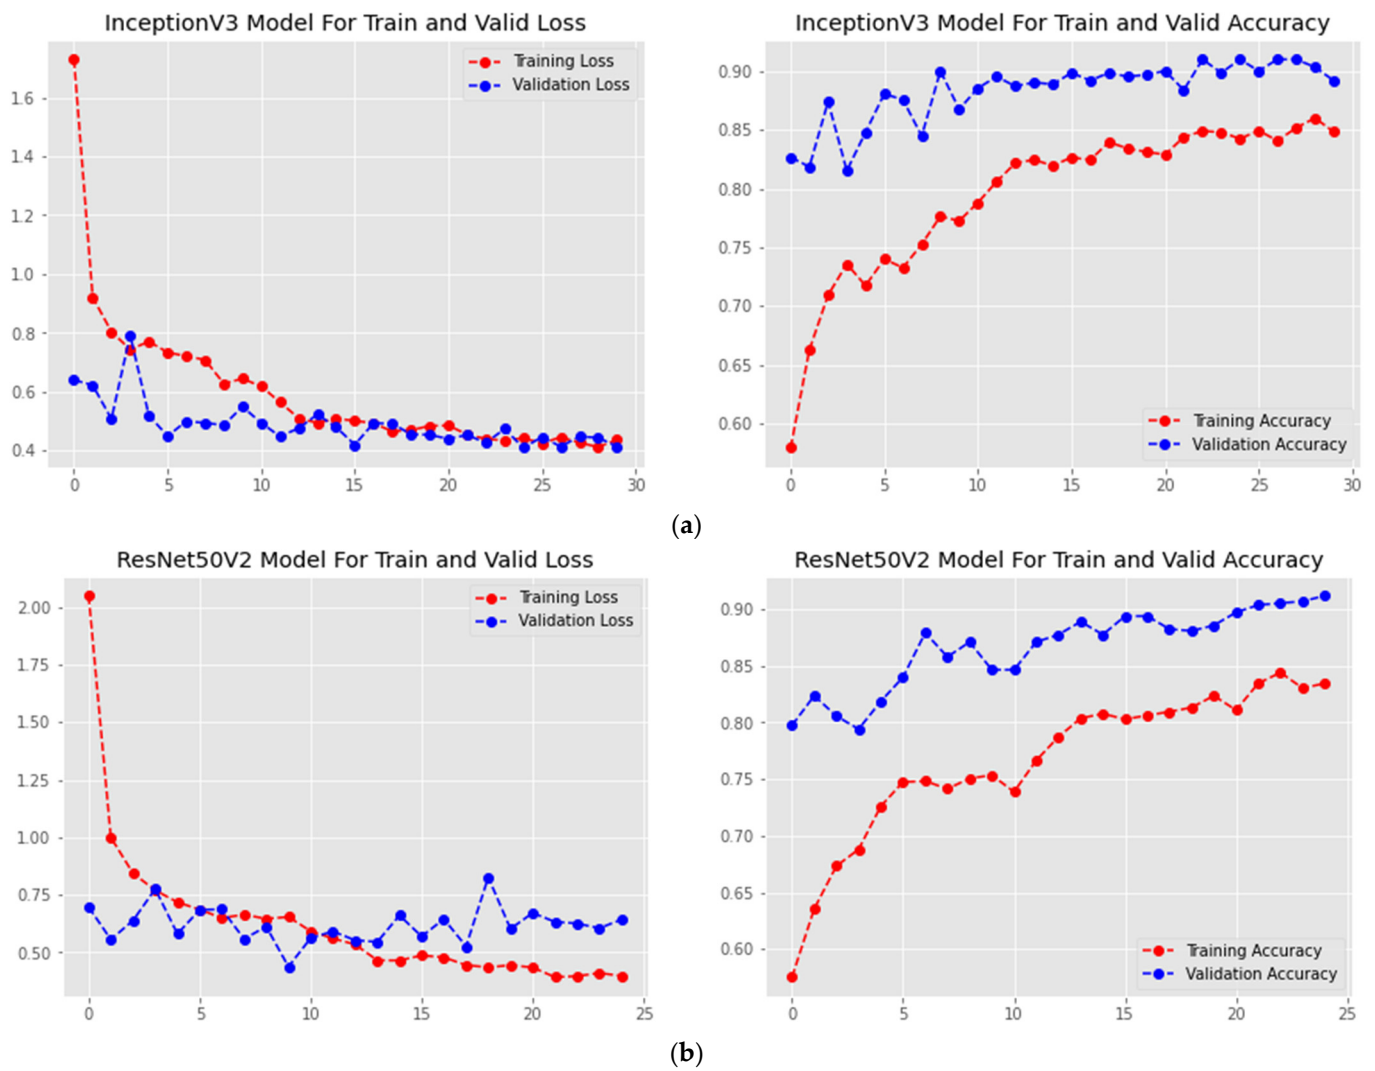 InceptionV3 Model For Train and Valid Loss
Training Loss
Validation Loss
1.6
1.4
1.2
1.0
0.8
0.6
0.4
0 5 10 15 20 25 30
InceptionV3 Model For Train and Valid Accuracy
0.90
0.85
0.80
0.75
0.70
0.65
0.60
Training Accuracy
Validation Accuracy
0 5 10 15 20 25 30
(a)
ResNet50V2 Model For Train and Valid Loss
Training Loss
Validation Loss
2.00
1.75
1.50
1.25
1.00
0.75
0.50
0 5 10 15 20 25
ResNet50V2 Model For Train and Valid Accuracy
0.90
0.85
0.80
0.75
0.70
0.65
0.60
Training Accuracy
Validation Accuracy
0 5 10 15 20 25
(b)